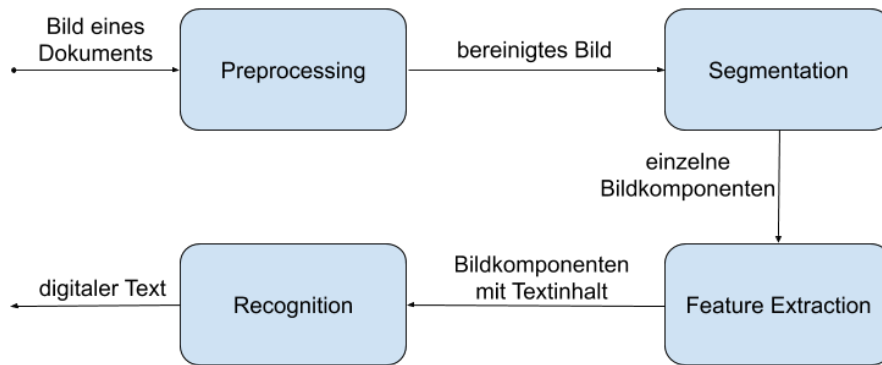 Bild eines
Dokuments
Preprocessing
bereinigtes Bild
Segmentation
einzelne
Bildkomponenten
Feature Extraction
Bildkomponenten
mit Textinhalt
Recognition
digitaler Text